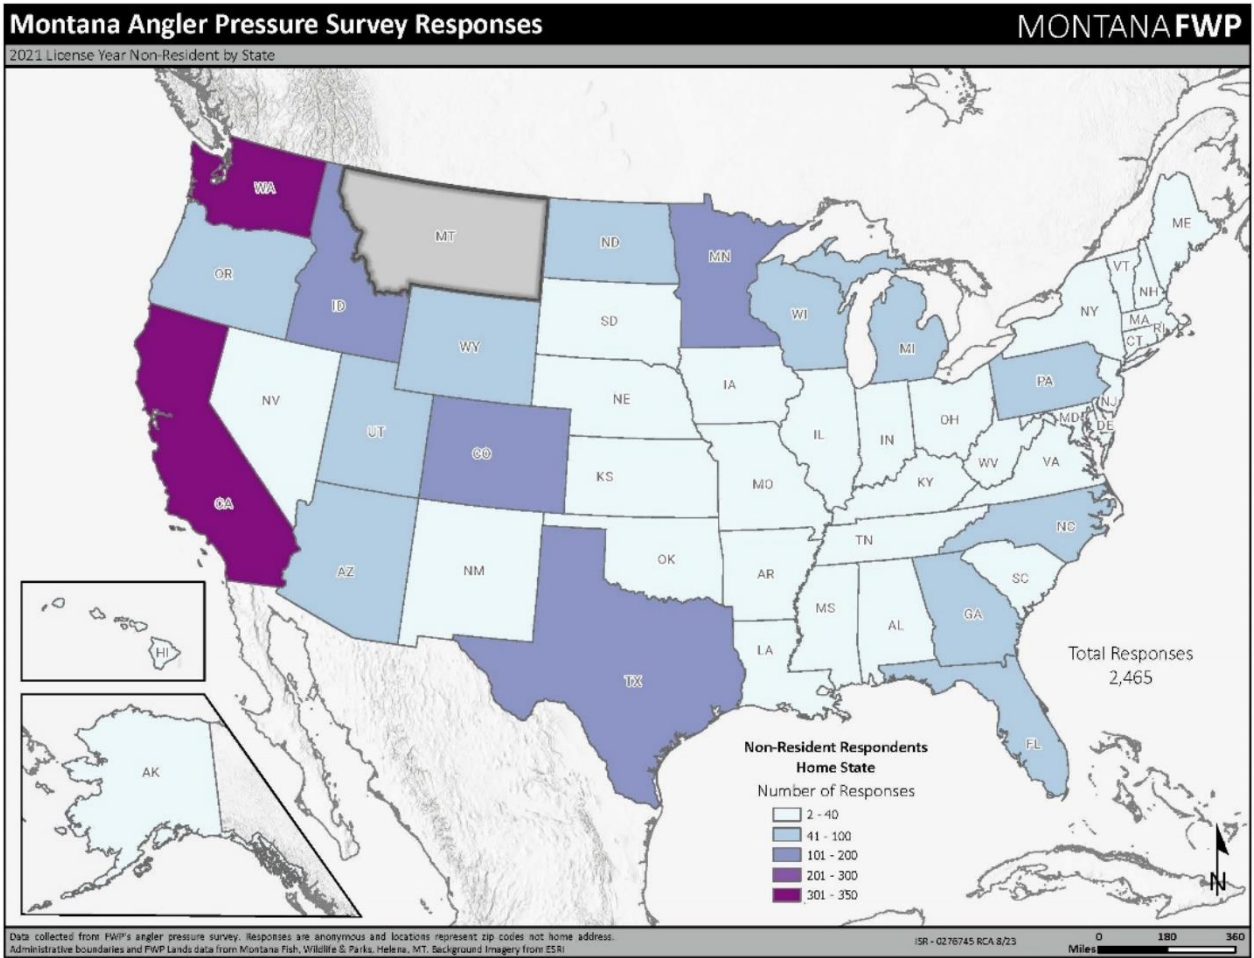 Montana Angler Pressure Survey Responses
MONTANA FWP
2021 License Year Non-Resident by State
WA
MT
ND
MN
ME
OR
ID
SD
WI
MI
VT
NH
NY
MA
RI
CT
WY
NV
UT
CO
NE
IA
PA
NJ
MD
DE
OH
IL
IN
WV
VA
KS
MO
KY
CA
AZ
NM
OK
AR
TN
NC
SC
MS
AL
GA
LA
TX
FL
HI
AK
Total Responses
2,465
Non-Resident Respondents
Home State
Number of Responses
2 - 40
41 - 100
101 - 200
201 - 300
301 - 350
N
Data collected from FWP's angler pressure survey. Responses are anonymous and locations represent zip codes not home address.
Administrative boundaries and FWP Lands data from Montana Fish, Wildlife & Parks, Helena, MT. Background Imagery from ESRI
ISR - 0276745 RCA 8/23
0 180 360
Miles